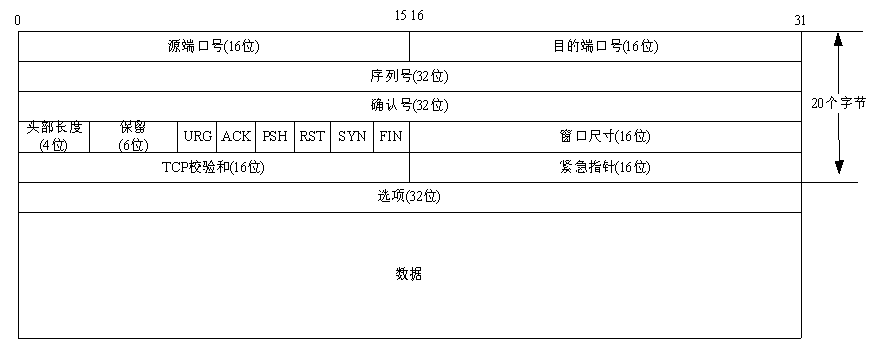 0 15 16 31
源端口号(16位) 目的端口号(16位)
序列号(32位)
20个字节
确认号(32位)
头部长度
(4位)
保留
(6位)
URG ACK PSH RST SYN FIN 窗口尺寸(16位)
TCP校验和(16位) 紧急指针(16位)
选项(32位)
数据